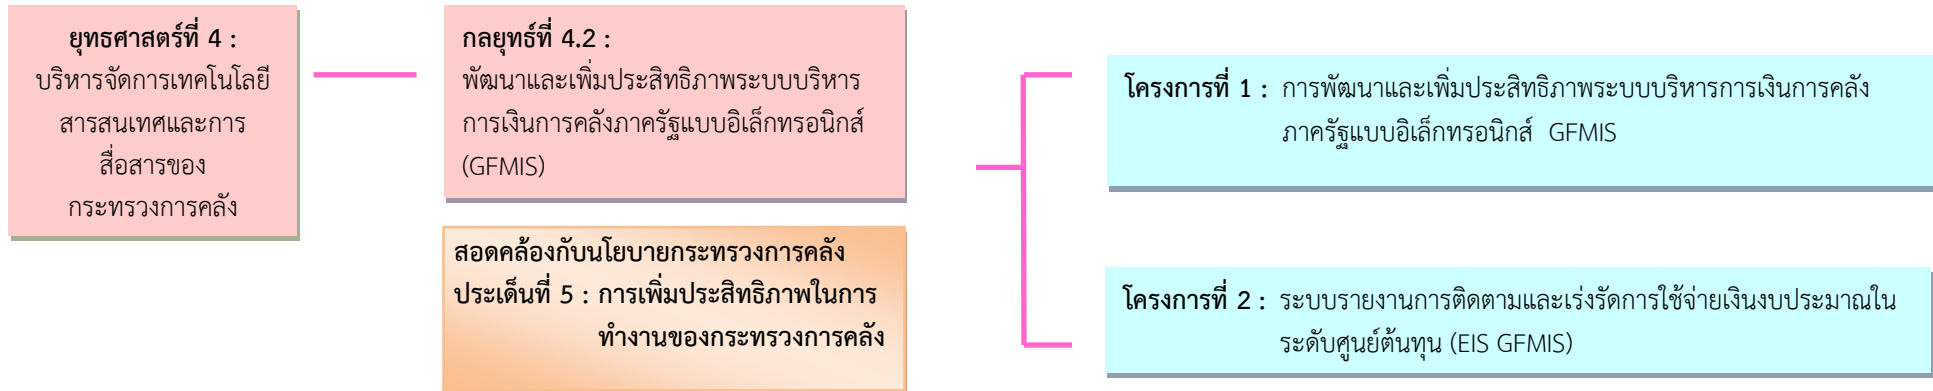 ยุทธศาสตร์ที่ 4 :
บริหารจัดการเทคโนโลยี
สารสนเทศและการ
สื่อสารของ
กระทรวงการคลัง
กลยุทธ์ที่ 4.2 :
พัฒนาและเพิ่มประสิทธิภาพระบบบริหาร
การเงินการคลังภาครัฐแบบอิเล็กทรอนิกส์
(GFMIS)
สอดคล้องกับนโยบายกระทรวงการคลัง
ประเด็นที่ 5 : การเพิ่มประสิทธิภาพในการ
ทำงานของกระทรวงการคลัง
โครงการที่ 1 : การพัฒนาและเพิ่มประสิทธิภาพระบบบริหารการเงินการคลัง
ภาครัฐแบบอิเล็กทรอนิกส์ GFMIS
โครงการที่ 2 : ระบบรายงานการติดตามและเร่งรัดการใช้จ่ายเงินงบประมาณใน
ระดับศูนย์ต้นทุน (EIS GFMIS)